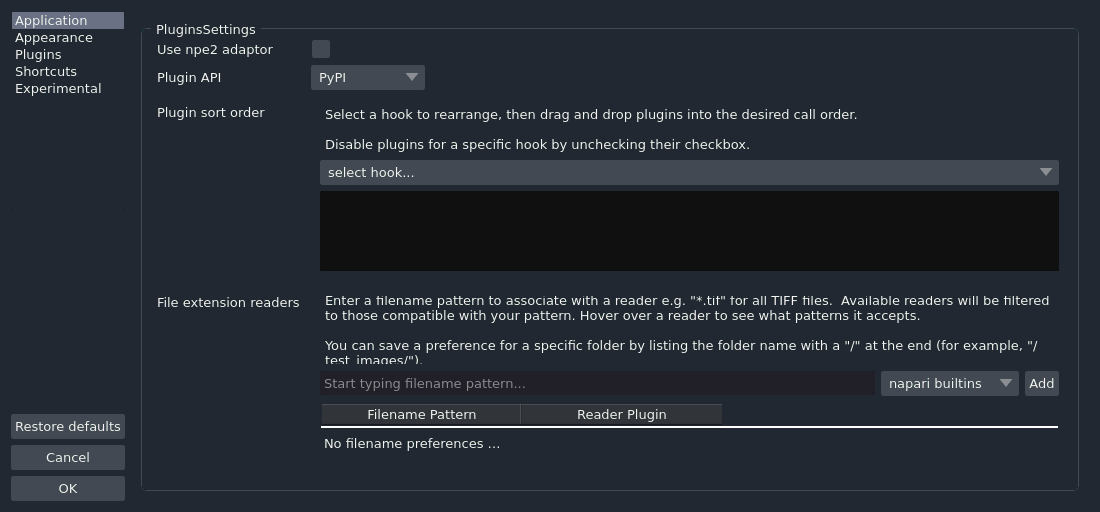 Application
Appearance
Plugins
Shortcuts
Experimental
Restore defaults
Cancel
OK
PluginsSettings
Use npe2 adaptor
Plugin API
PyPI
Plugin sort order
Select a hook to rearrange, then drag and drop plugins into the desired call order.
Disable plugins for a specific hook by unchecking their checkbox.
select hook...
File extension readers
Enter a filename pattern to associate with a reader e.g. "*.tif" for all TIFF files.  Available readers will be filtered
to those compatible with your pattern. Hover over a reader to see what patterns it accepts.
You can save a preference for a specific folder by listing the folder name with a "/" at the end (for example, "/
test_images/").
Start typing filename pattern...
napari builtins
Add
Filename Pattern
Reader Plugin
No filename preferences ...